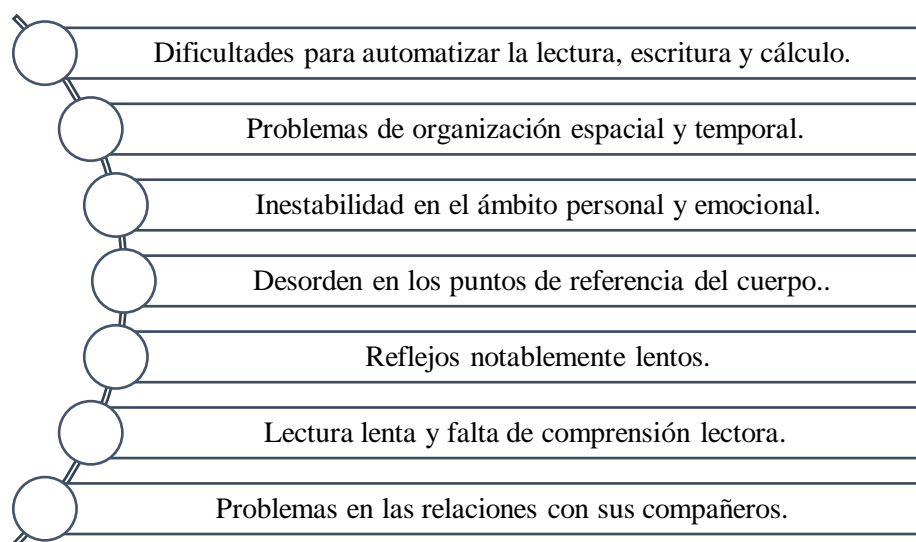 Dificultades para automatizar la lectura, escritura y cálculo.
Problemas de organización espacial y temporal.
Inestabilidad en el ámbito personal y emocional.
Desorden en los puntos de referencia del cuerpo..
Reflejos notablemente lentos.
Lectura lenta y falta de comprensión lectora.
Problemas en las relaciones con sus compañeros.